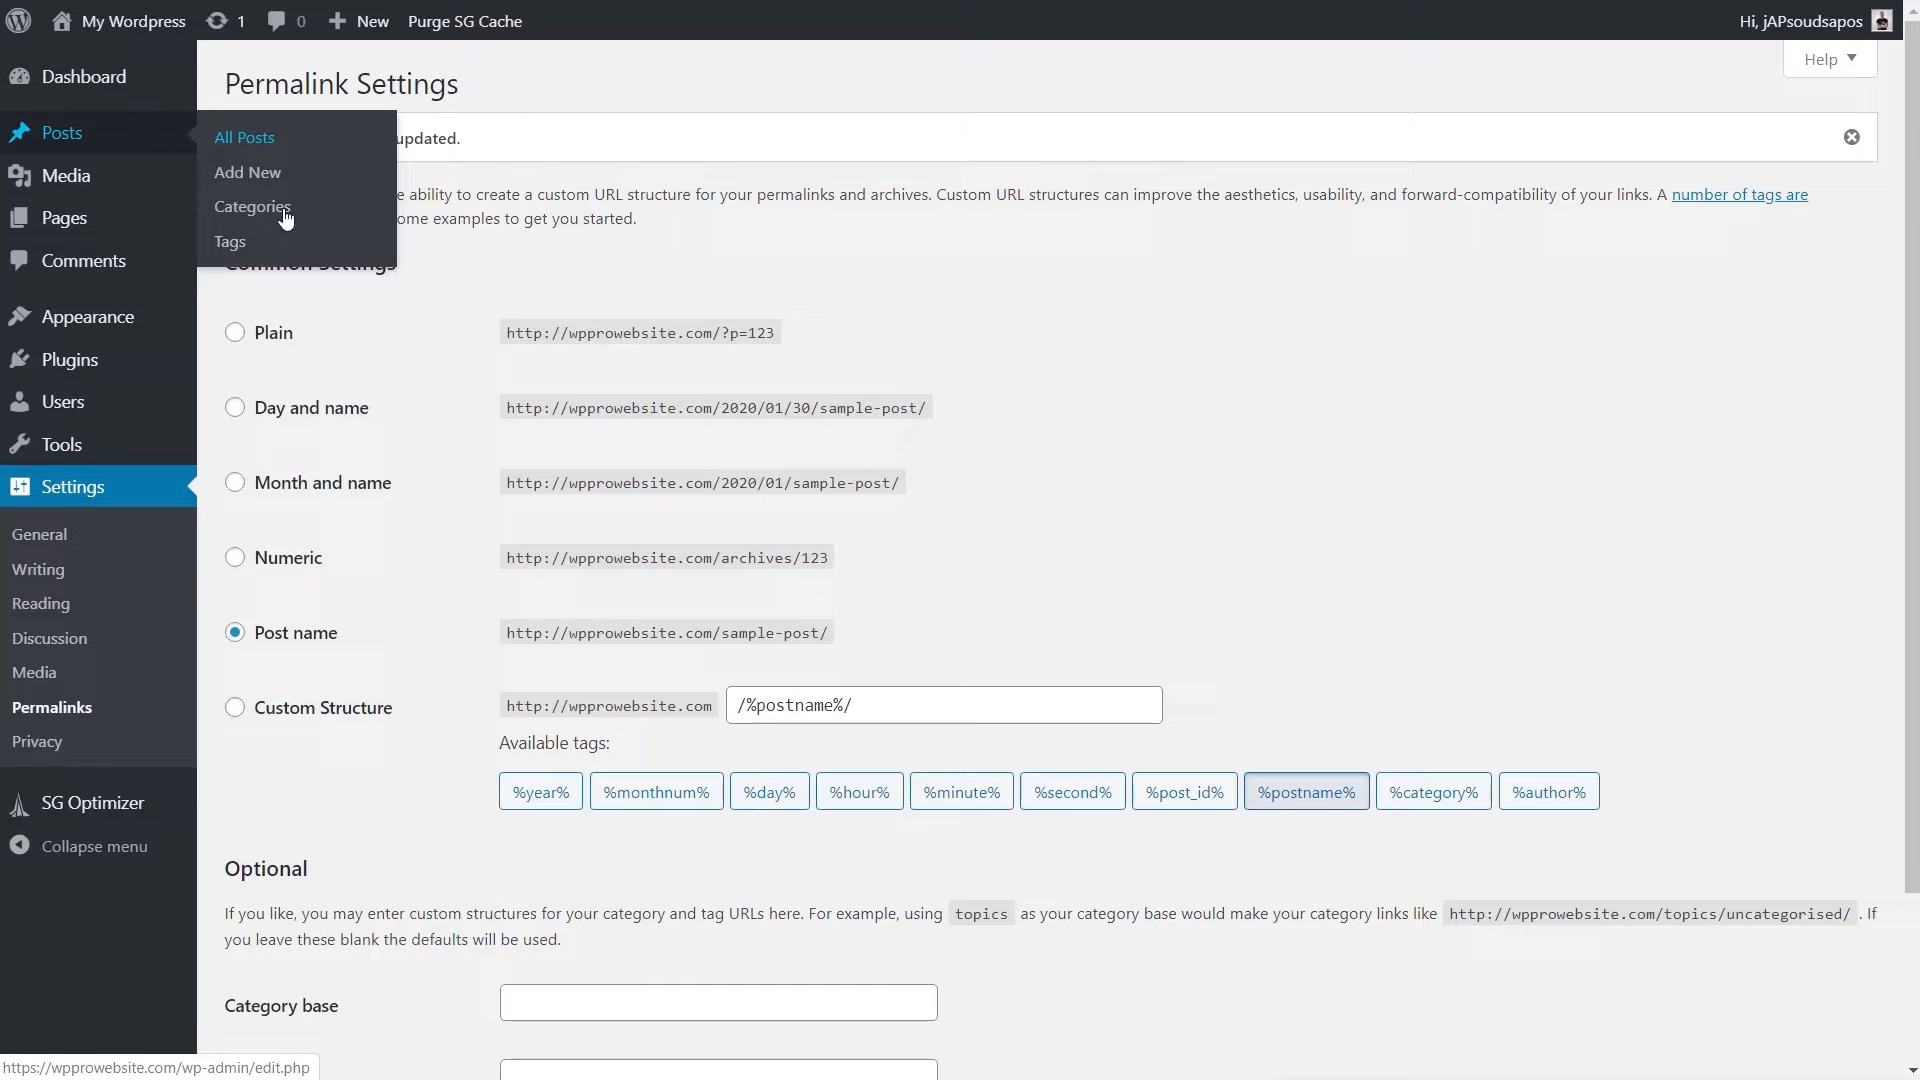 My Wordpress 1 0 New Purge SG Cache Hi, jAPsoudsapos
Help
Dashboard
Posts
Media
Pages
Comments
Appearance
Plugins
Users
Tools
Settings
General
Writing
Reading
Discussion
Media
Permalinks
Privacy
SG Optimizer
Collapse menu
All Posts
Add New
Categories
Tags
Permalink Settings
updated.
e ability to create a custom URL structure for your permalinks and archives. Custom URL structures can improve the aesthetics, usability, and forward-compatibility of your links. A number of tags are
ome examples to get you started.
Common Settings
Plain http://wpprowebsite.com/?p=123
Day and name http://wpprowebsite.com/2020/01/30/sample-post/
Month and name http://wpprowebsite.com/2020/01/sample-post/
Numeric http://wpprowebsite.com/archives/123
Post name http://wpprowebsite.com/sample-post/
Custom Structure http://wpprowebsite.com /%postname%/
Available tags:
%year% %monthnum% %day% %hour% %minute% %second% %post_id% %postname% %category% %author%
Optional
If you like, you may enter custom structures for your category and tag URLs here. For example, using topics as your category base would make your category links like http://wpprowebsite.com/topics/uncategorised/ . If
you leave these blank the defaults will be used.
Category base
https://wpprowebsite.com/wp-admin/edit.php